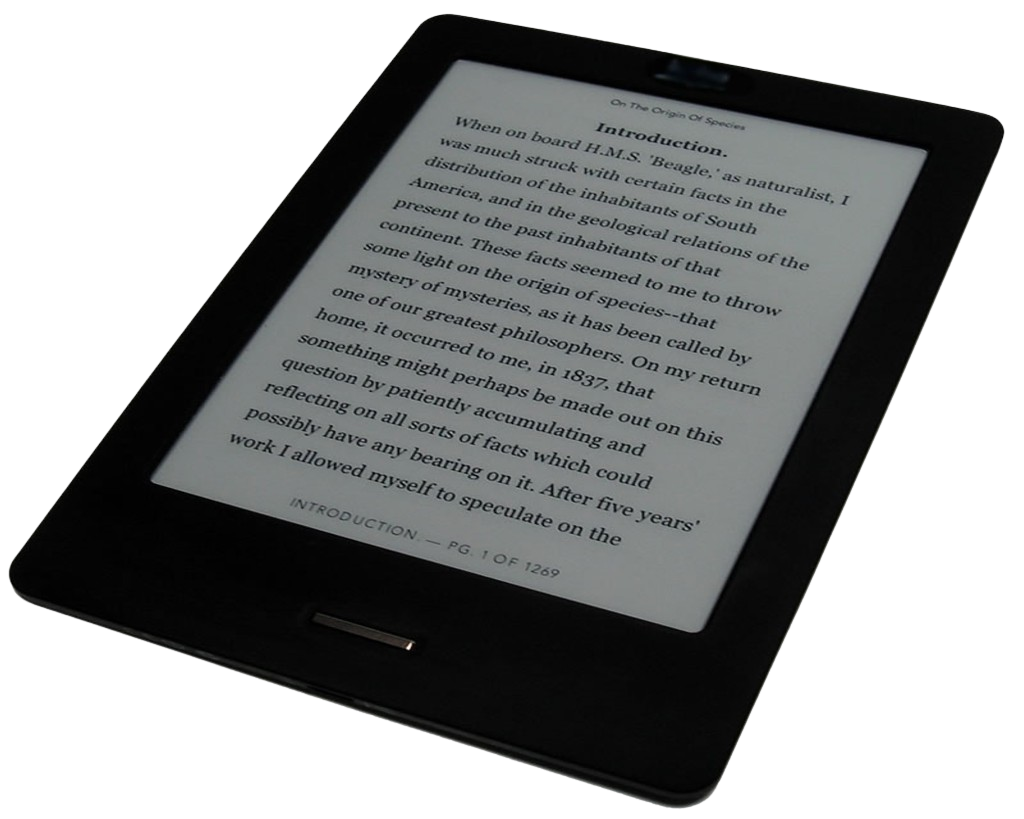 On The Origin Of Species
Introduction.
When on board H.M.S. 'Beagle,' as naturalist, I
was much struck with certain facts in the
distribution of the inhabitants of South
America, and in the geological relations of the
present to the past inhabitants of that
continent. These facts seemed to me to throw
some light on the origin of species--that
mystery of mysteries, as it has been called by
one of our greatest philosophers. On my return
home, it occurred to me, in 1837, that
something might perhaps be made out on this
question by patiently accumulating and
reflecting on all sorts of facts which could
possibly have any bearing on it. After five years'
work I allowed myself to speculate on the
INTRODUCTION. — PG. 1 OF 1269